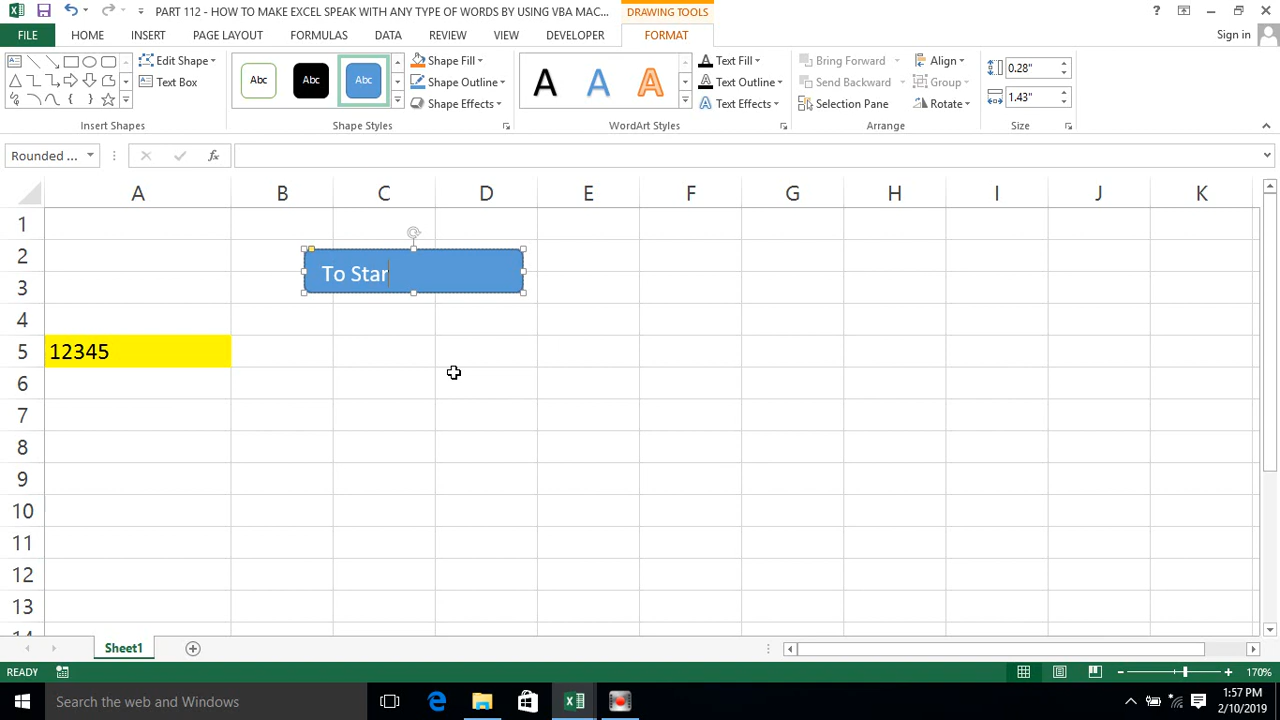 PART 112 - HOW TO MAKE EXCEL SPEAK WITH ANY TYPE OF WORDS BY USING VBA MAC...
DRAWING TOOLS
?
FILE
HOME
INSERT
PAGE LAYOUT
FORMULAS
DATA
REVIEW
VIEW
DEVELOPER
FORMAT
Sign in
Edit Shape
Text Box
Insert Shapes
Abc
Abc
Abc
Shape Fill
Shape Outline
Shape Effects
Shape Styles
A
A
A
Text Fill
Text Outline
Text Effects
WordArt Styles
Bring Forward
Send Backward
Selection Pane
Align
Group
Rotate
Arrange
0.28"
1.43"
Size
Rounded ...
fx
A B C D E F G H I J K
1
2
3
4
5
6
7
8
9
10
11
12
13
14
To Star
12345
Sheet1
READY
170%
Search the web and Windows
1:57 PM
2/10/2019